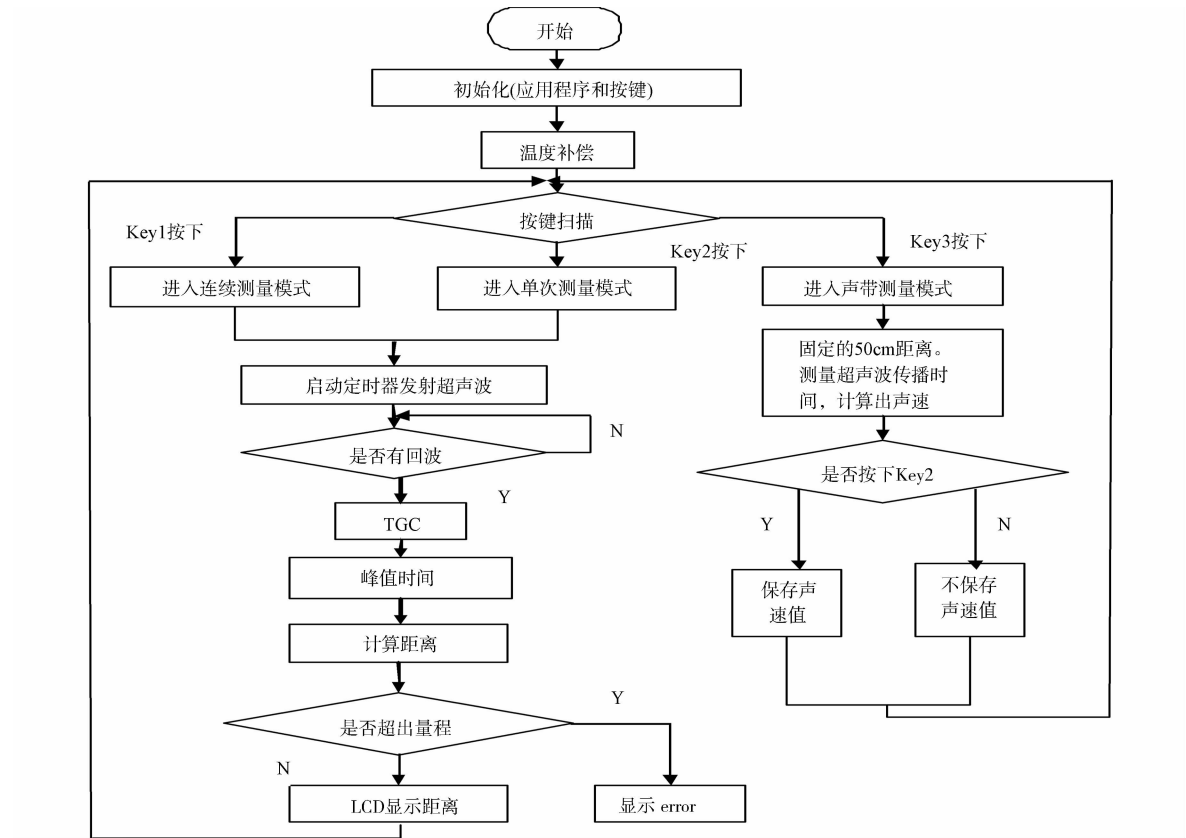 开始
初始化(应用程序和按键)
温度补偿
按键扫描
Key1按下
Key2按下
Key3按下
进入连续测量模式
进入单次测量模式
进入声带测量模式
固定的50cm距离。
测量超声波传播时
间，计算出声速
启动定时器发射超声波
N
是否有回波
是否按下Key2
Y
TGC
Y
N
峰值时间
保存声
速值
不保存
声速值
计算距离
Y
是否超出量程
N
LCD显示距离
显示 error